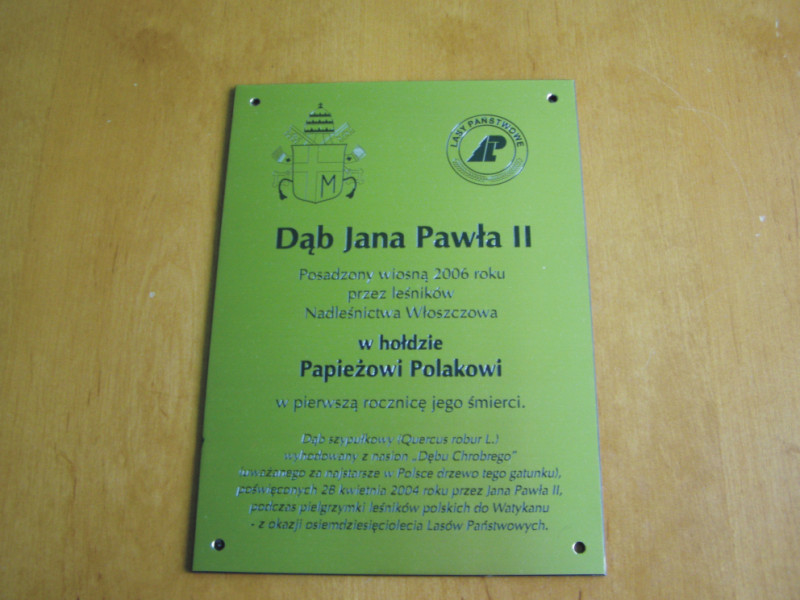 M
LASY PAŃSTWOWE
LP
Dąb Jana Pawła II
Posadzony wiosną 2006 roku
przez leśników
Nadleśnictwa Włoszczowa
w hołdzie
Papieżowi Polakowi
w pierwszą rocznicę jego śmierci.
Dąb szypułkowy (Quercus robur L.)
wyhodowany z nasion „Dębu Chrobrego”
(uważanego za najstarsze w Polsce drzewo tego gatunku),
poświęconych 28 kwietnia 2004 roku przez Jana Pawła II,
podczas pielgrzymki leśników polskich do Watykanu
- z okazji osiemdziesięciolecia Lasów Państwowych.